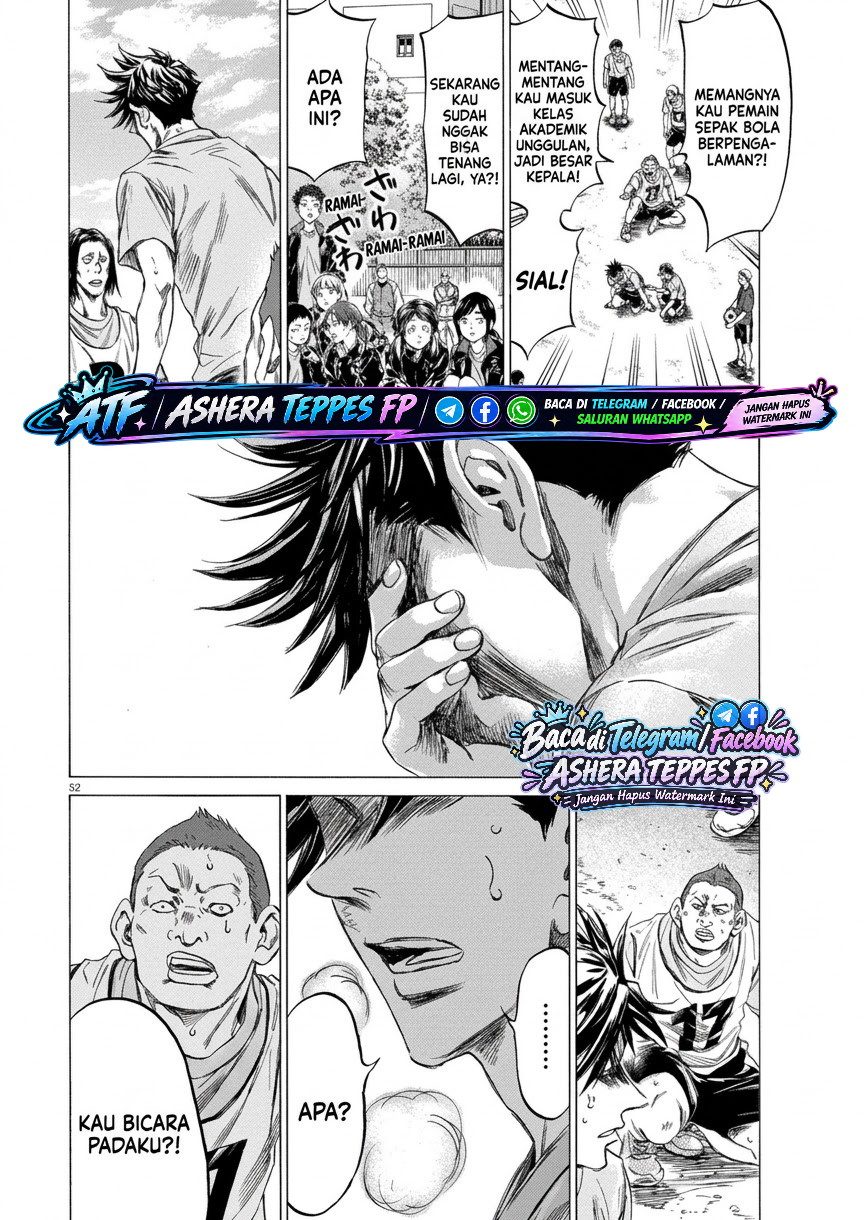 MEMANGNYA
KAU PEMAIN
SEPAK BOLA
BERPENGA-
LAMAN?!
MENTANG-
MENTANG
KAU MASUK
KELAS
AKADEMIK
UNGGULAN,
JADI BESAR
KEPALA!
SIAL!
17
SEKARANG
KAU
SUDAH
NGGAK
BISA
TENANG
LAGI, YA?!
ADA
APA
INI?
RAMAI-
RAMAI-RAMAI
ざわ
ざわ
ATF / ASHERA TEPPES FP / BACA DI TELEGRAM / FACEBOOK /
SALURAN WHATSAPP
JANGAN HAPUS
WATERMARK INI
Baca di Telegram/Facebook
ASHERA TEPPES FP
Jangan Hapus Watermark Ini
52
17
.........
APA?
KAU BICARA
PADAKU?!
17